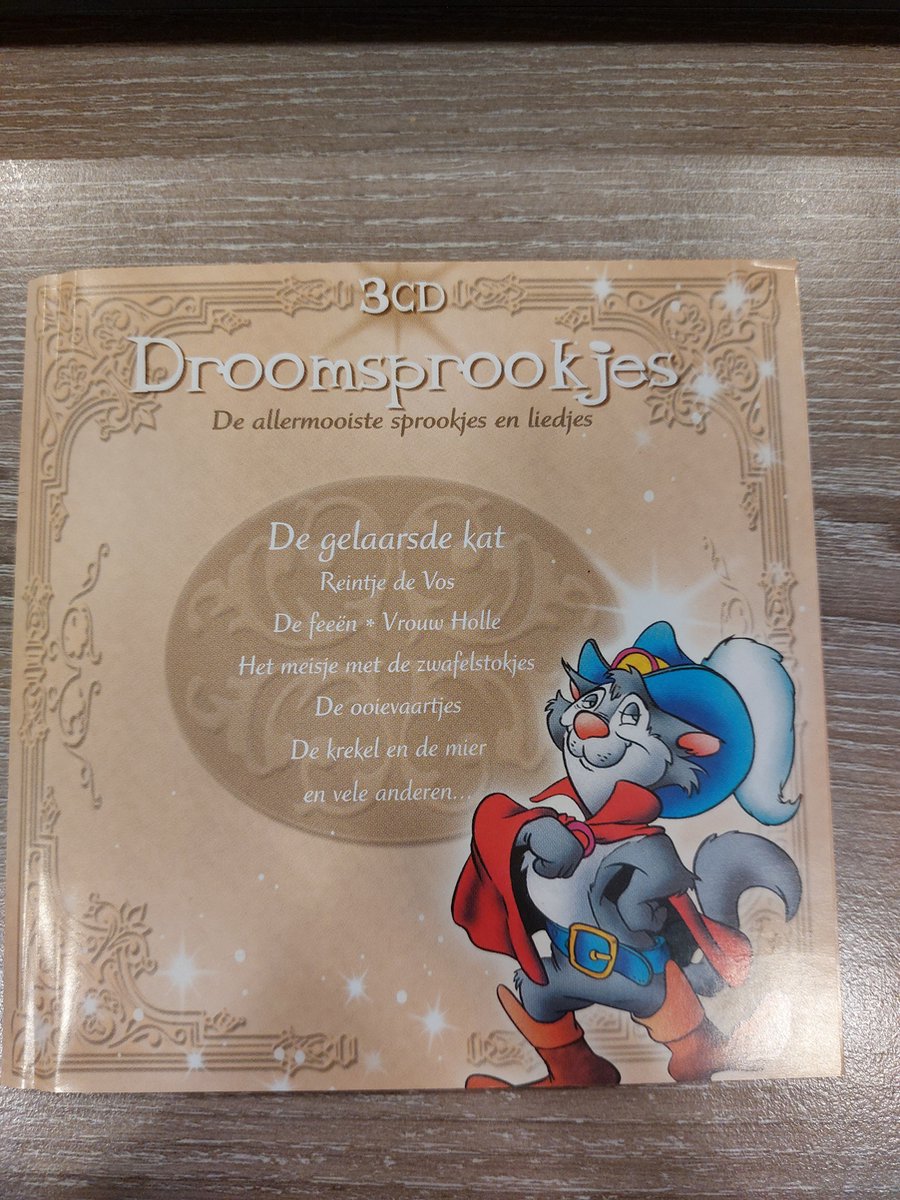 3CD
Droomsprookjes
De allermooiste sprookjes en liedjes
De gelaarsde kat
Reintje de Vos
De feeën * Vrouw Holle
Het meisje met de zwafelstokjes
De ooievaartjes
De krekel en de mier
en vele anderen...